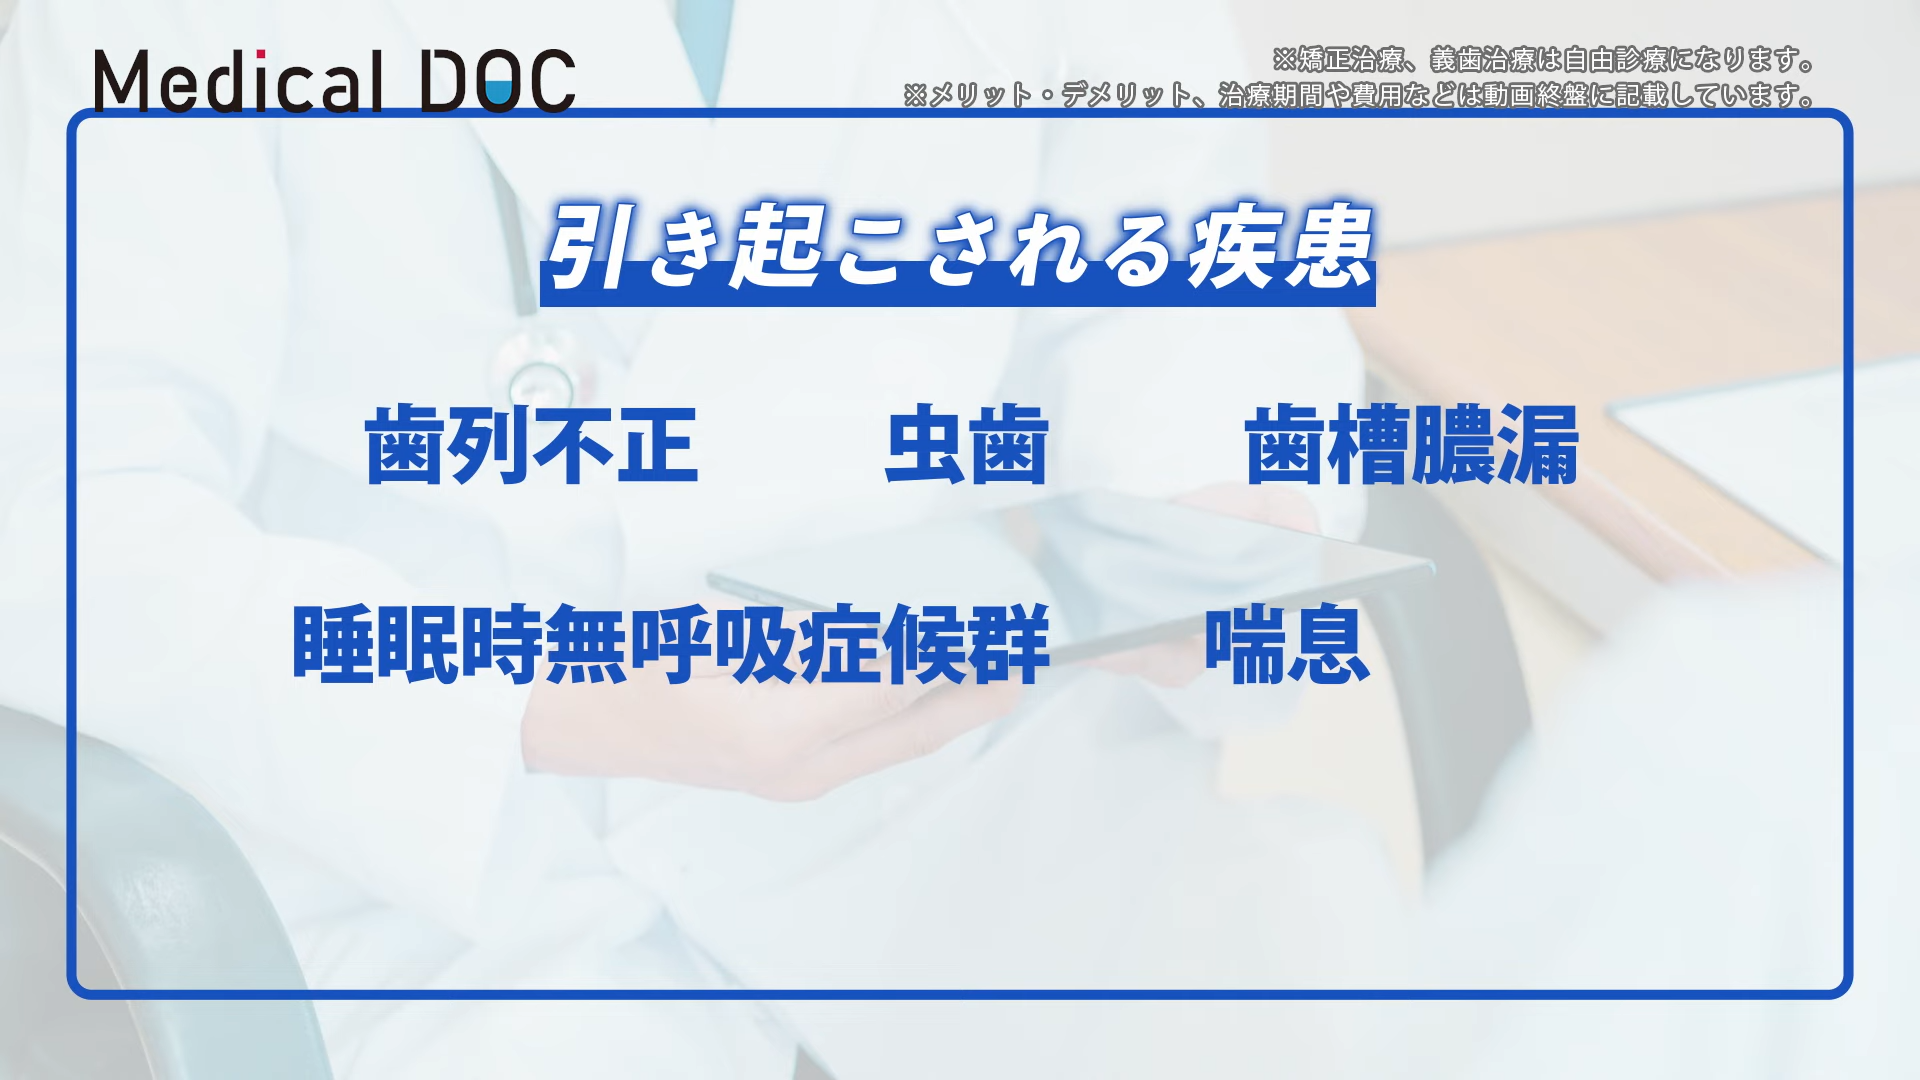 Medical DOC
※矯正治療、義歯治療は自由診療になります。
※メリット・デメリット、治療期間や費用などは動画終盤に記載しています。
引き起こされる疾患
歯列不正 虫歯 歯槽膿漏
睡眠時無呼吸症候群 喘息